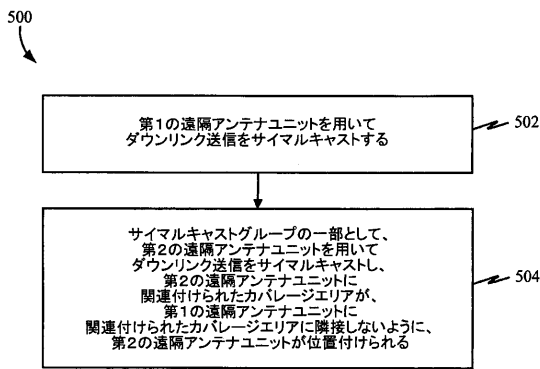 500
第1の遠隔アンテナユニットを用いて
ダウンリンク送信をサイマルキャストする
502
サイマルキャストグループの一部として、
第2の遠隔アンテナユニットを用いて
ダウンリンク送信をサイマルキャストし、
第2の遠隔アンテナユニットに
関連付けられたカバレージエリアが、
第1の遠隔アンテナユニットに
関連付けられたカバレージエリアに隣接しないように、
第2の遠隔アンテナユニットが位置付けられる
504